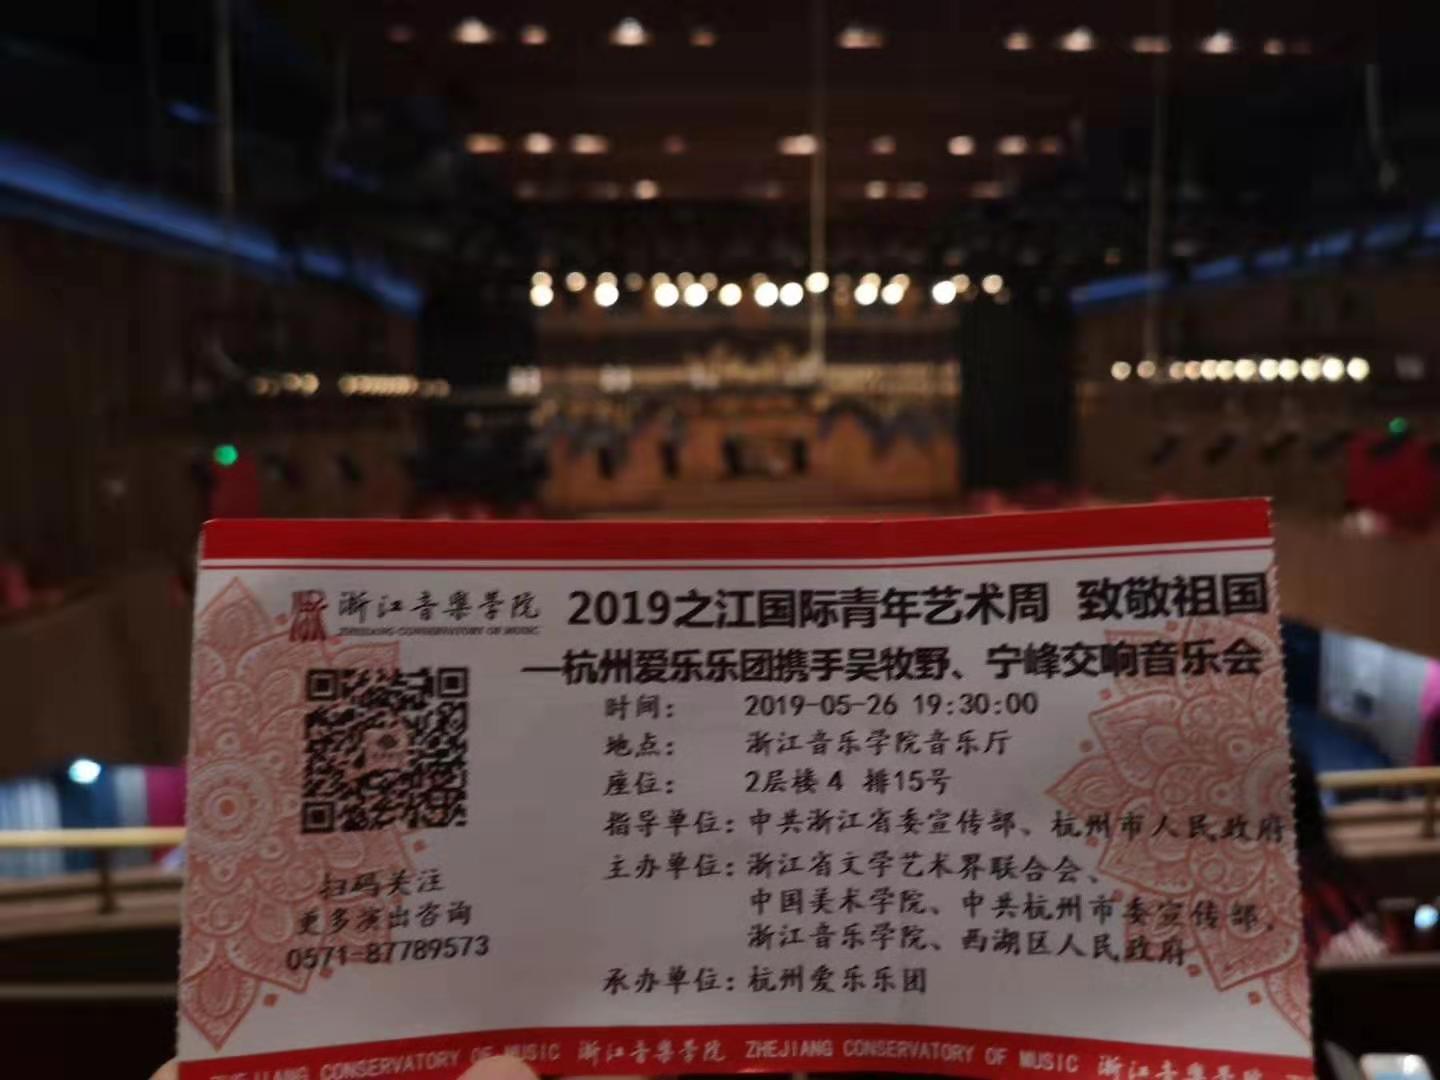 浙江音樂學院
ZHEJIANG CONSERVATORY OF MUSIC
2019之江国际青年艺术周 致敬祖国
—杭州爱乐乐团携手吴牧野、宁峰交响音乐会
时间: 2019-05-26 19:30:00
地点: 浙江音乐学院音乐厅
座位: 2层楼 4 排15号
指导单位: 中共浙江省委宣传部、杭州市人民政府
主办单位: 浙江省文学艺术界联合会、
中国美术学院、中共杭州市委宣传部、
浙江音乐学院、西湖区人民政府
承办单位: 杭州爱乐乐团
扫码关注
更多演出咨询
0571-87789573
ZHEJIANG CONSERVATORY OF MUSIC 浙江音樂學院 ZHEJIANG CONSERVATORY OF MUSIC 浙江音樂學院